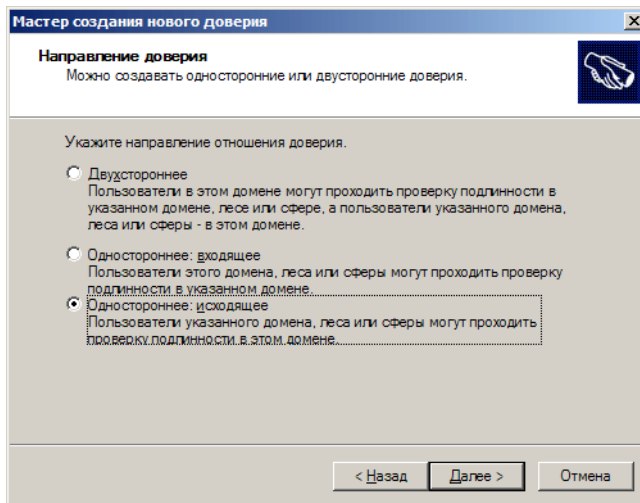 Мастер создания нового доверия
Направление доверия
Можно создавать односторонние или двусторонние доверия.
Укажите направление отношения доверия.
Двухстороннее
Пользователи в этом домене могут проходить проверку подлинности в
указанном домене, лесе или сфере, а пользователи указанного домена,
леса или сферы - в этом домене.
Одностороннее: входящее
Пользователи этого домена, леса или сферы могут проходить проверку
подлинности в указанном домене.
Одностороннее: исходящее
Пользователи указанного домена, леса или сферы могут проходить
проверку подлинности в этом домене.
< Назад Далее > Отмена